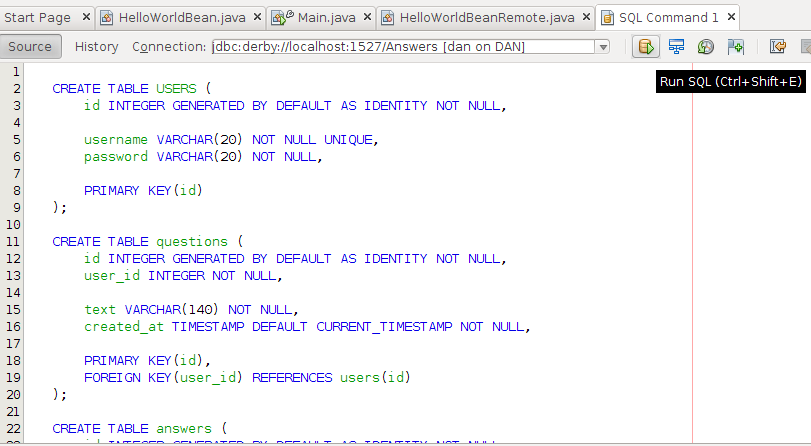 Start Page HelloWorldBean.java Main.java HelloWorldBeanRemote.java SQL Command 1
Source History Connection: jdbc:derby://localhost:1527/Answers [dan on DAN]
Run SQL (Ctrl+Shift+E)
1
2 CREATE TABLE USERS (
3 id INTEGER GENERATED BY DEFAULT AS IDENTITY NOT NULL,
4
5 username VARCHAR(20) NOT NULL UNIQUE,
6 password VARCHAR(20) NOT NULL,
7
8 PRIMARY KEY(id)
9 );
10
11 CREATE TABLE questions (
12 id INTEGER GENERATED BY DEFAULT AS IDENTITY NOT NULL,
13 user_id INTEGER NOT NULL,
14
15 text VARCHAR(140) NOT NULL,
16 created_at TIMESTAMP DEFAULT CURRENT_TIMESTAMP NOT NULL,
17
18 PRIMARY KEY(id),
19 FOREIGN KEY(user_id) REFERENCES users(id)
20 );
21
22 CREATE TABLE answers (